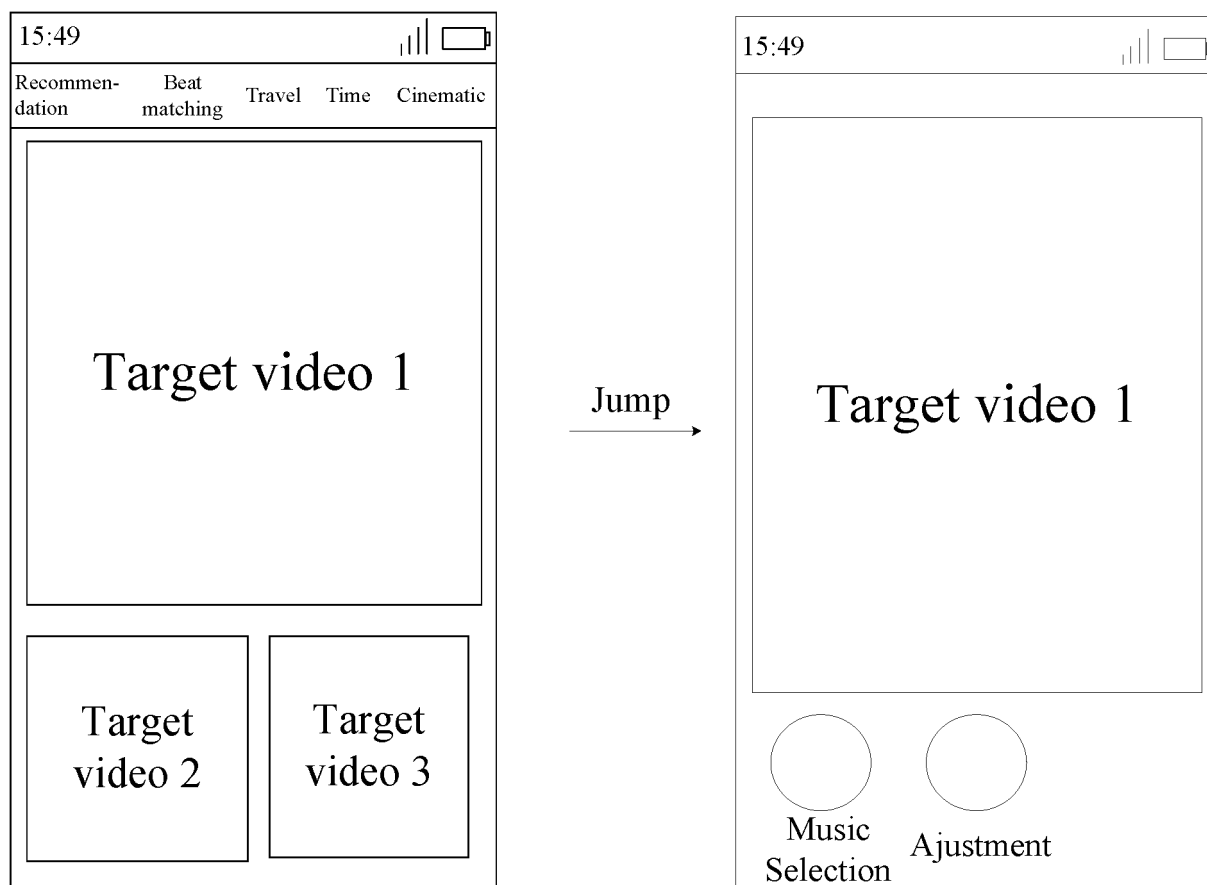 15:49
Recommen-
dation
Beat
matching
Travel
Time
Cinematic
Target video 1
Target
video 2
Target
video 3
Jump
15:49
Target video 1
Music
Selection
Ajustment